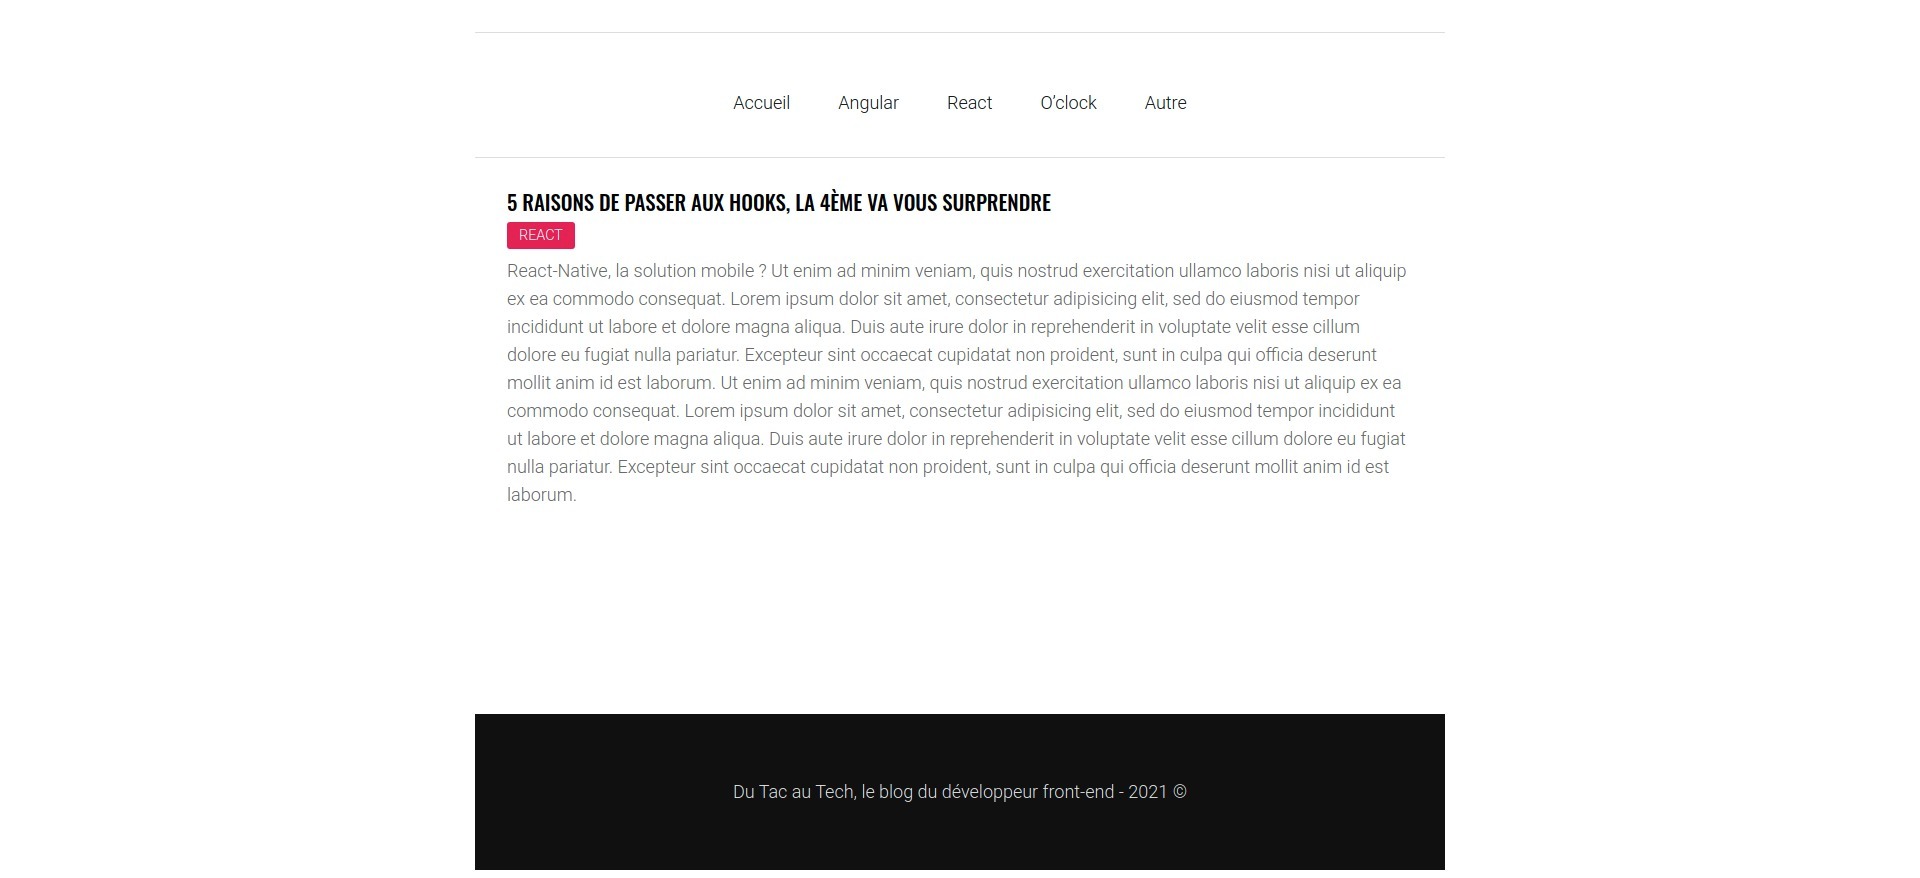 Accueil Angular React O’clock Autre
5 RAISONS DE PASSER AUX HOOKS, LA 4ÈME VA VOUS SURPRENDRE
REACT
React-Native, la solution mobile ? Ut enim ad minim veniam, quis nostrud exercitation ullamco laboris nisi ut aliquip
ex ea commodo consequat. Lorem ipsum dolor sit amet, consectetur adipisicing elit, sed do eiusmod tempor
incididunt ut labore et dolore magna aliqua. Duis aute irure dolor in reprehenderit in voluptate velit esse cillum
dolore eu fugiat nulla pariatur. Excepteur sint occaecat cupidatat non proident, sunt in culpa qui officia deserunt
mollit anim id est laborum. Ut enim ad minim veniam, quis nostrud exercitation ullamco laboris nisi ut aliquip ex ea
commodo consequat. Lorem ipsum dolor sit amet, consectetur adipisicing elit, sed do eiusmod tempor incididunt
ut labore et dolore magna aliqua. Duis aute irure dolor in reprehenderit in voluptate velit esse cillum dolore eu fugiat
nulla pariatur. Excepteur sint occaecat cupidatat non proident, sunt in culpa qui officia deserunt mollit anim id est
laborum.
Du Tac au Tech, le blog du développeur front-end - 2021 ©